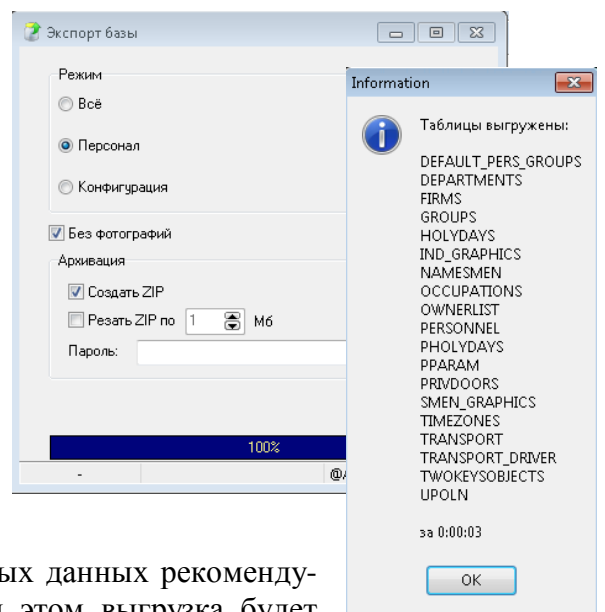 Экспорт базы
Режим
Всё
Персонал
Конфигурация
Без фотографий
Архивация
Создать ZIP
Резать ZIP по 1 Мб
Пароль:
100%
-
Information
Таблицы выгружены:
DEFAULT_PERS_GROUPS
DEPARTMENTS
FIRMS
GROUPS
HOLYDAYS
IND_GRAPHICS
NAMESMEN
OCCUPATIONS
OWNERLIST
PERSONNEL
PHOLYDAYS
PPARAM
PRIVDOORS
SMEN_GRAPHICS
TIMEZONES
TRANSPORT
TRANSPORT_DRIVER
TWOKEYSOBJECTS
UPOLN
за 0:00:03
OK
ых данных рекоменду-
этом выгрузка будет